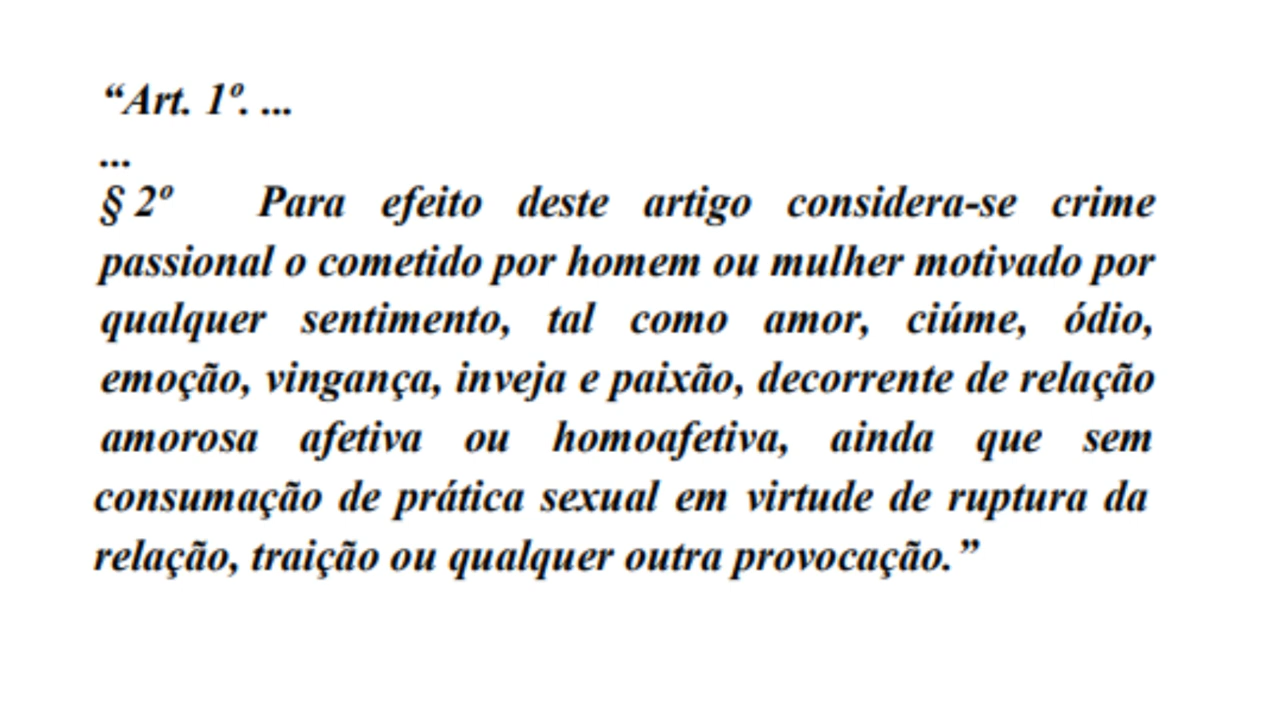 “Art. 1º. ...
...
§ 2º Para efeito deste artigo considera-se crime
passional o cometido por homem ou mulher motivado por
qualquer sentimento, tal como amor, ciúme, ódio,
emoção, vingança, inveja e paixão, decorrente de relação
amorosa afetiva ou homoafetiva, ainda que sem
consumação de prática sexual em virtude de ruptura da
relação, traição ou qualquer outra provocação.”